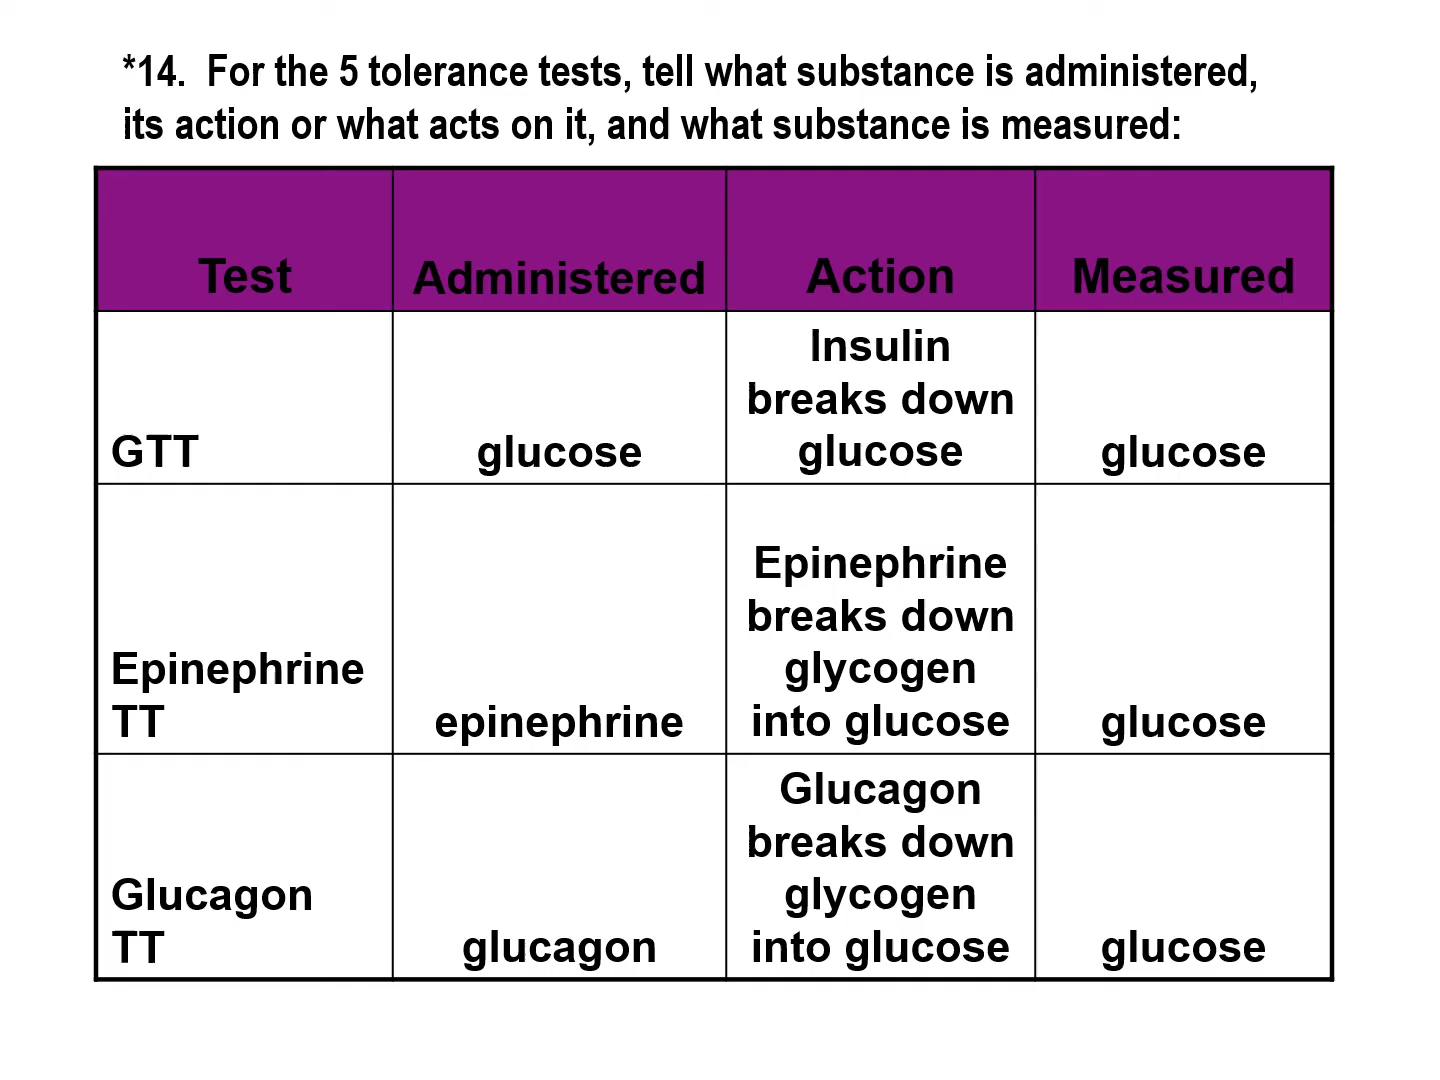 *14.  For the 5 tolerance tests, tell what substance is administered,
its action or what acts on it, and what substance is measured:
Test
Administered
Action
Measured
GTT
glucose
Insulin
breaks down
glucose
glucose
Epinephrine
TT
epinephrine
Epinephrine
breaks down
glycogen
into glucose
glucose
Glucagon
TT
glucagon
Glucagon
breaks down
glycogen
into glucose
glucose